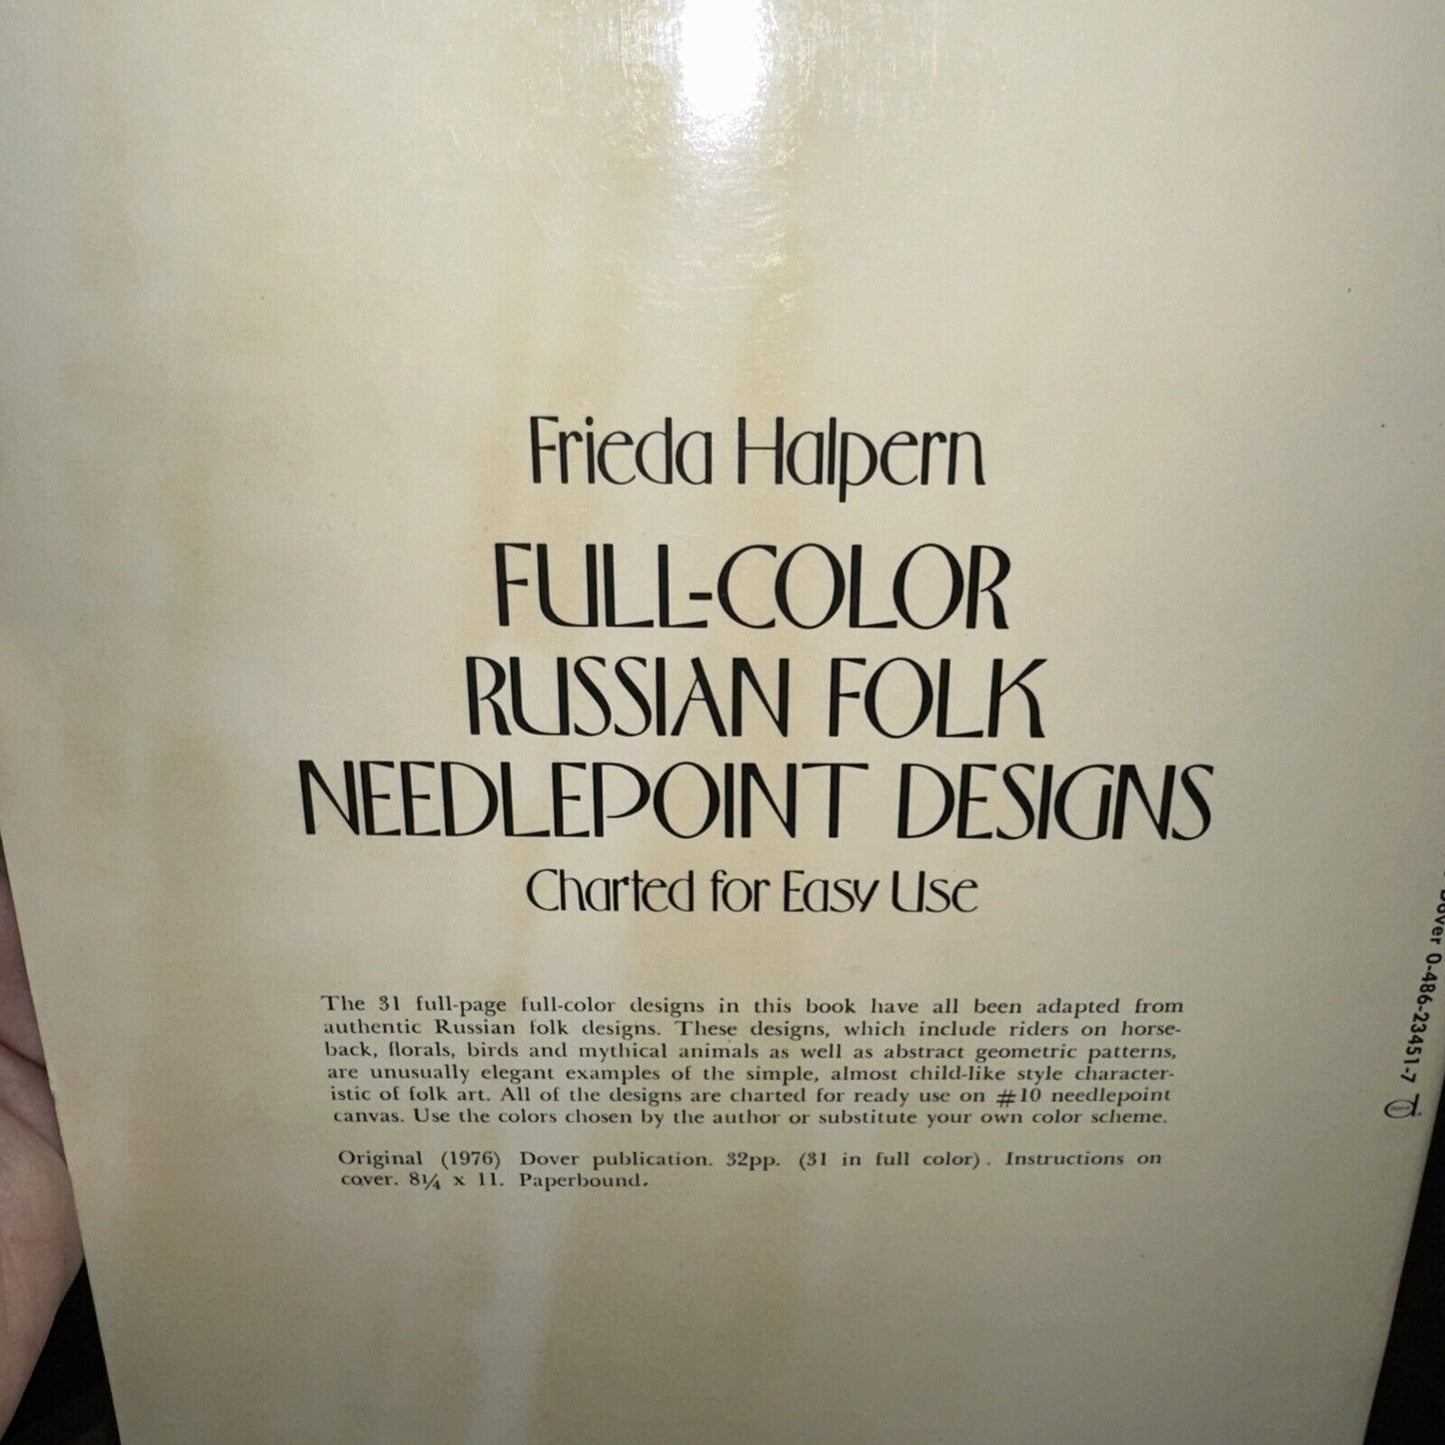 Frieda Halpern
FULL-COLOR
RUSSIAN FOLK
NEEDLEPOINT DESIGNS
Charted for Easy Use
The 31 full-page full-color designs in this book have all been adapted from
authentic Russian folk designs. These designs, which include riders on horse-
back, florals, birds and mythical animals as well as abstract geometric patterns,
are unusually elegant examples of the simple, almost child-like style character-
istic of folk art. All of the designs are charted for ready use on #10 needlepoint
canvas. Use the colors chosen by the author or substitute your own color scheme.
Original (1976) Dover publication. 32pp. (31 in full color). Instructions on
cover. 8¼ x 11. Paperbound.
Dover 0-486-23451-7